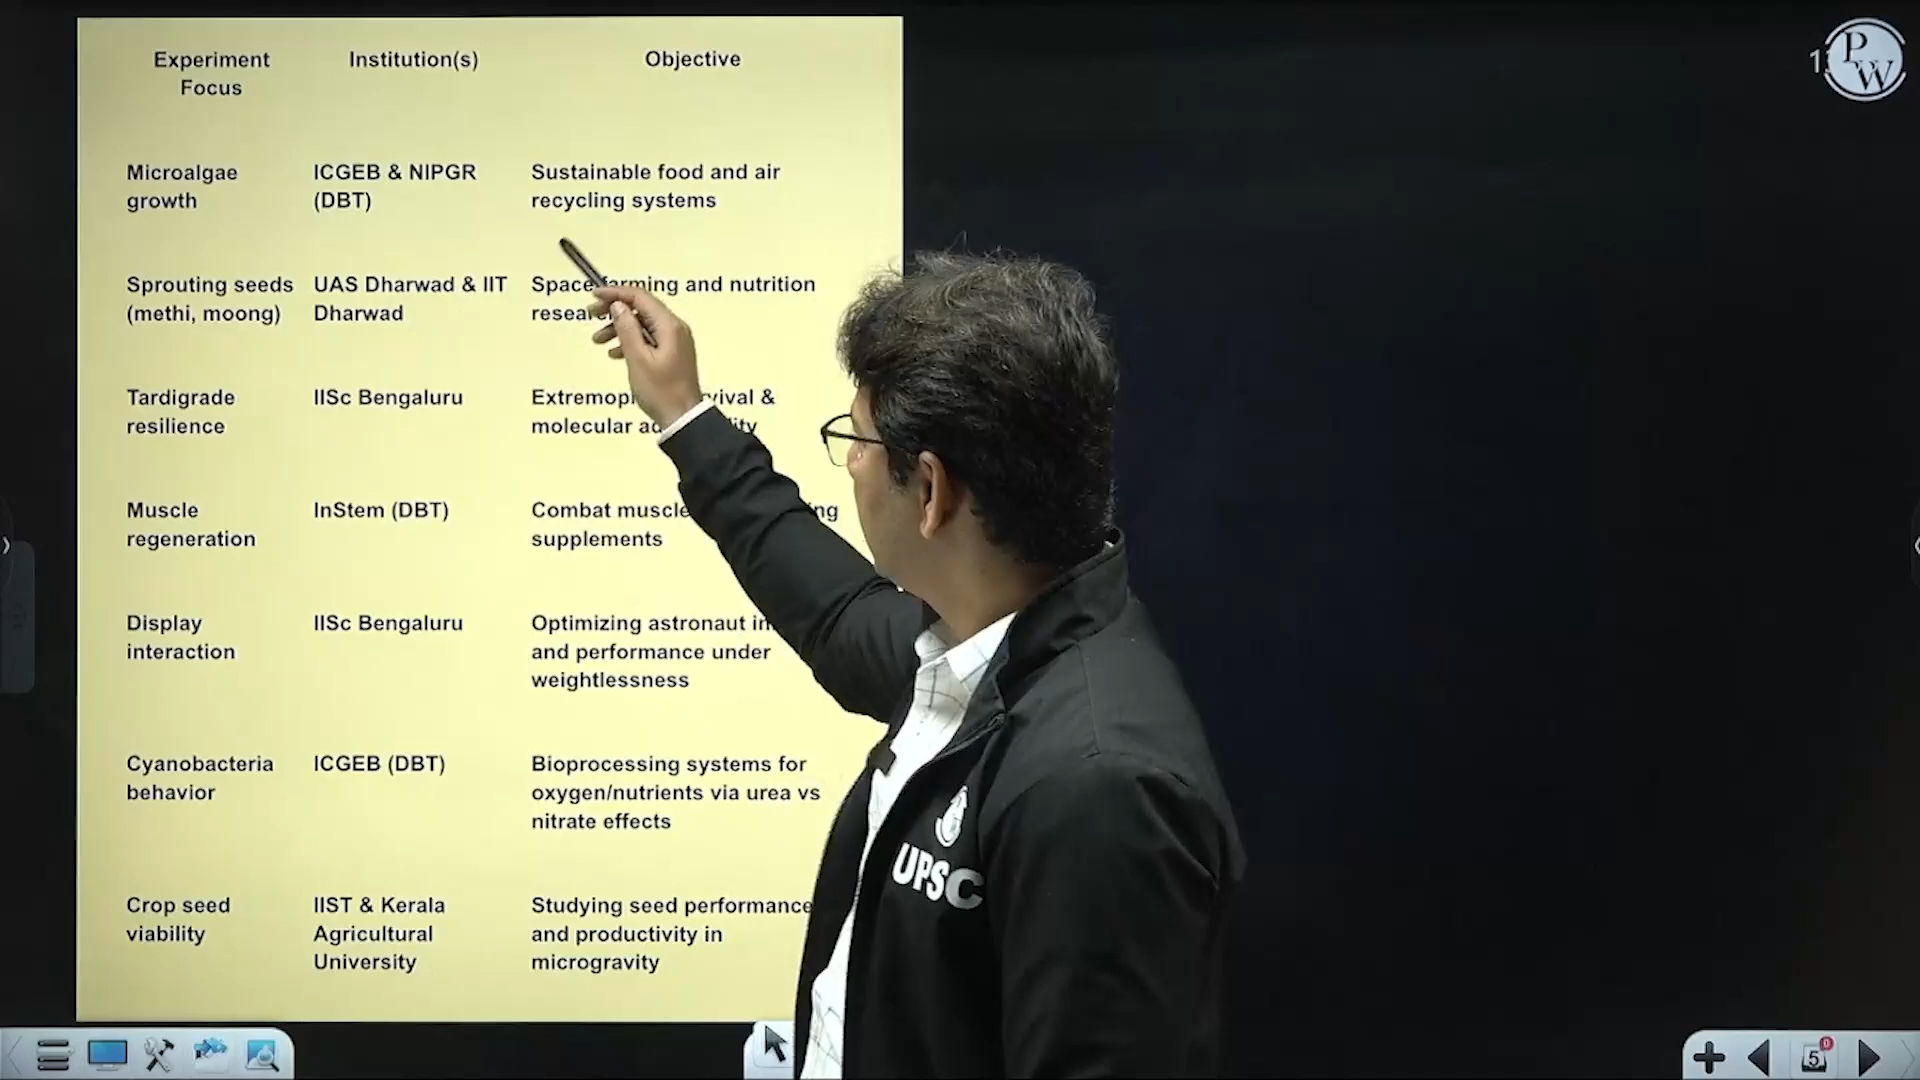 Experiment Focus
Institution(s)
Objective
Microalgae growth
ICGEB & NIPGR (DBT)
Sustainable food and air recycling systems
Sprouting seeds (methi, moong)
UAS Dharwad & IIT Dharwad
Space farming and nutrition
Tardigrade resilience
IISc Bengaluru
&
molecular
Muscle regeneration
InStem (DBT)
Combat muscle
supplements
Display interaction
IISc Bengaluru
Optimizing astronaut
and performance under weightlessness
Cyanobacteria behavior
ICGEB (DBT)
Bioprocessing systems for oxygen/nutrients via urea vs nitrate effects
Crop seed viability
IIST & Kerala Agricultural University
Studying seed performance and productivity in microgravity
PW
UPSC
5
0